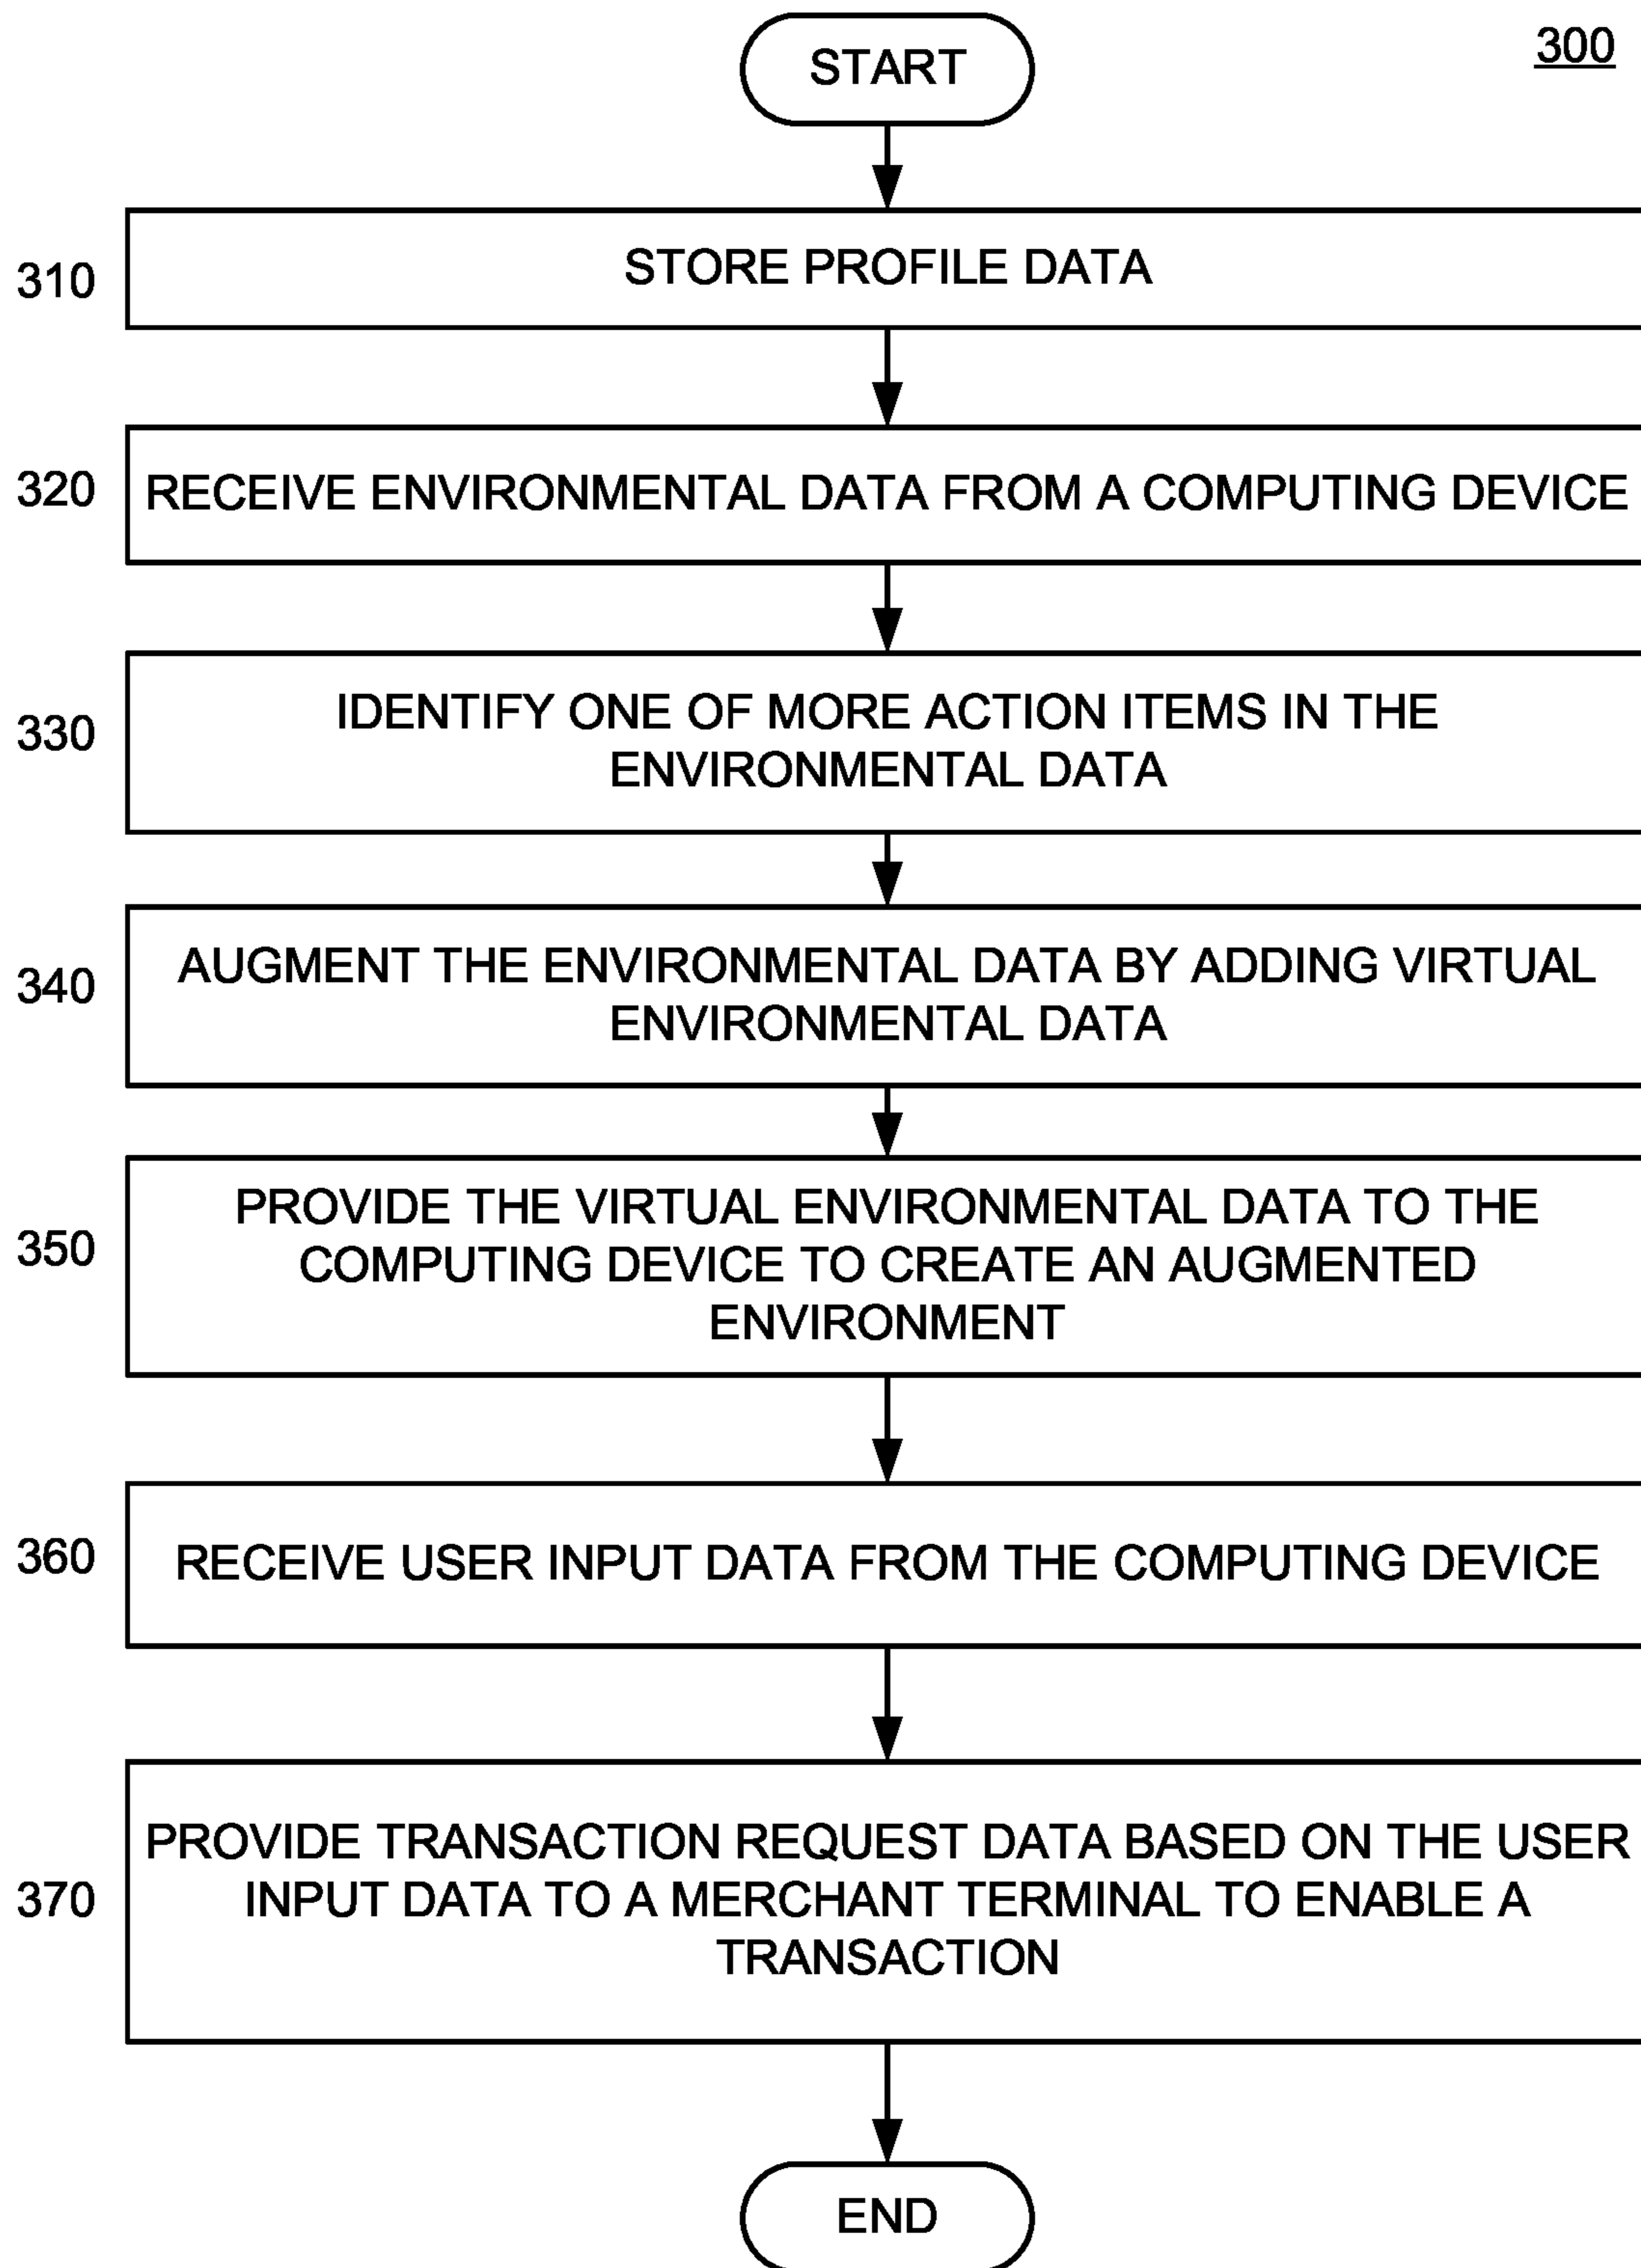 START
300
310
STORE PROFILE DATA
320
RECEIVE ENVIRONMENTAL DATA FROM A COMPUTING DEVICE
330
IDENTIFY ONE OF MORE ACTION ITEMS IN THE
ENVIRONMENTAL DATA
340
AUGMENT THE ENVIRONMENTAL DATA BY ADDING VIRTUAL
ENVIRONMENTAL DATA
350
PROVIDE THE VIRTUAL ENVIRONMENTAL DATA TO THE
COMPUTING DEVICE TO CREATE AN AUGMENTED
ENVIRONMENT
360
RECEIVE USER INPUT DATA FROM THE COMPUTING DEVICE
370
PROVIDE TRANSACTION REQUEST DATA BASED ON THE USER
INPUT DATA TO A MERCHANT TERMINAL TO ENABLE A
TRANSACTION
END